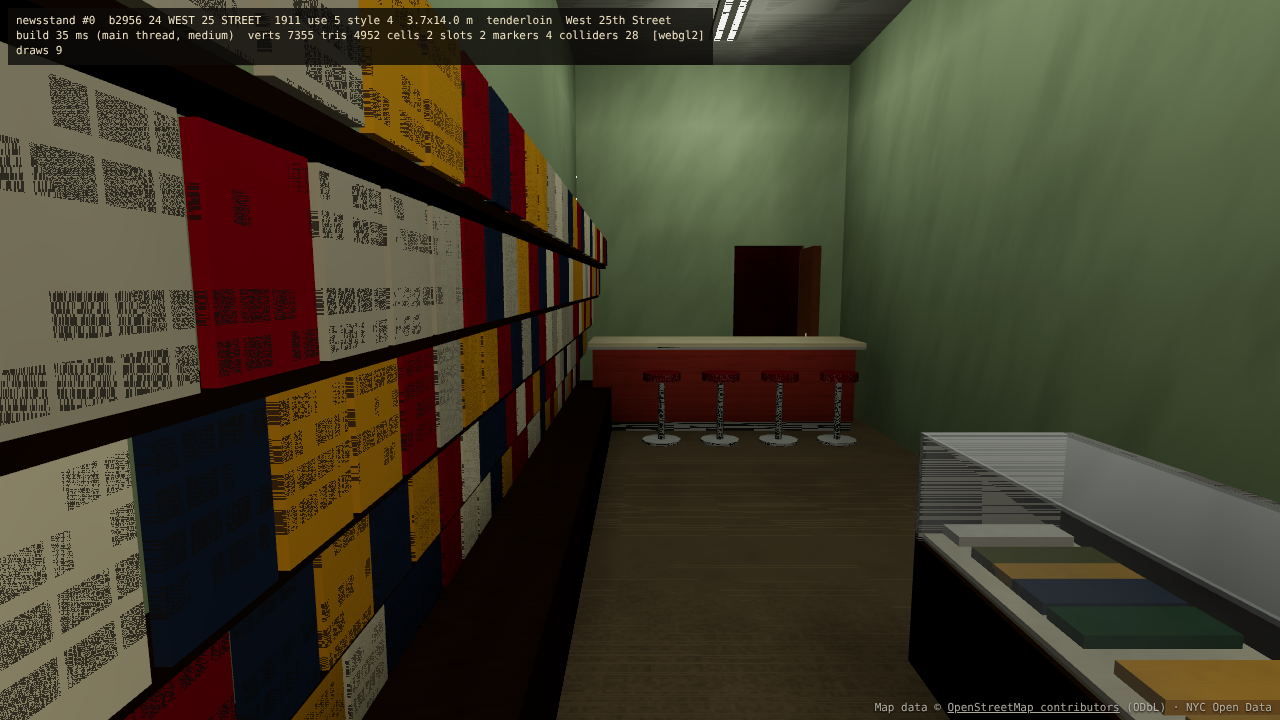 newsstand #0  b2956 24 WEST 25 STREET  1911 use 5 style 4  3.7x14.0 m  tenderloin  West 25th Street
build 35 ms (main thread, medium)  verts 7355 tris 4952 cells 2 slots 2 markers 4 colliders 28  [webgl2]
draws 9
Map data © OpenStreetMap contributors (ODbL) · NYC Open Data